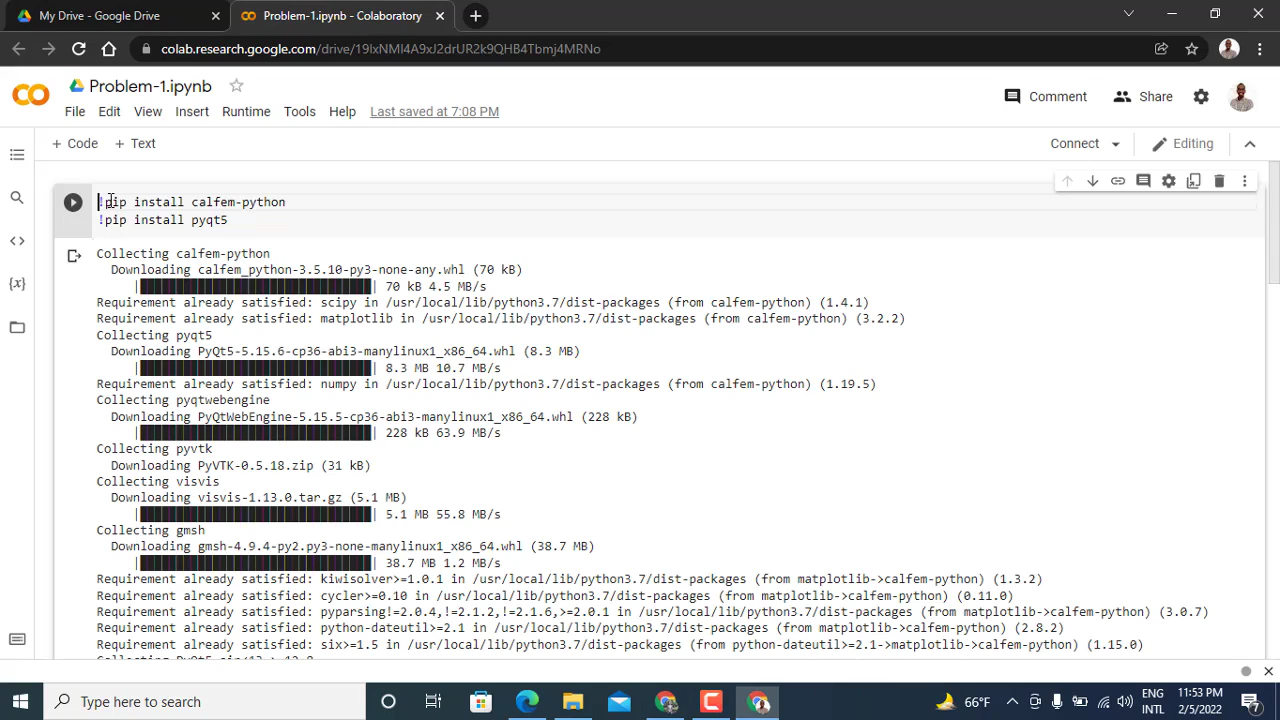 My Drive - Google Drive
Problem-1.ipynb - Colaboratory
colab.research.google.com/drive/19lxNMl4A9xJ2drUR2k9QHB4Tbmj4MRNo
Problem-1.ipynb
File Edit View Insert Runtime Tools Help Last saved at 7:08 PM
Comment Share
+ Code + Text
Connect Editing
!pip install calfem-python
!pip install pyqt5
Collecting calfem-python
Downloading calfem_python-3.5.10-py3-none-any.whl (70 kB)
| | 70 kB 4.5 MB/s
Requirement already satisfied: scipy in /usr/local/lib/python3.7/dist-packages (from calfem-python) (1.4.1)
Requirement already satisfied: matplotlib in /usr/local/lib/python3.7/dist-packages (from calfem-python) (3.2.2)
Collecting pyqt5
Downloading PyQt5-5.15.6-cp36-abi3-manylinux1_x86_64.whl (8.3 MB)
| | 8.3 MB 10.7 MB/s
Requirement already satisfied: numpy in /usr/local/lib/python3.7/dist-packages (from calfem-python) (1.19.5)
Collecting pyqtwebengine
Downloading PyQtWebEngine-5.15.5-cp36-abi3-manylinux1_x86_64.whl (228 kB)
| | 228 kB 63.9 MB/s
Collecting pyvtk
Downloading PyVTK-0.5.18.zip (31 kB)
Collecting visvis
Downloading visvis-1.13.0.tar.gz (5.1 MB)
| | 5.1 MB 55.8 MB/s
Collecting gmsh
Downloading gmsh-4.9.4-py2.py3-none-manylinux1_x86_64.whl (38.7 MB)
| | 38.7 MB 1.2 MB/s
Requirement already satisfied: kiwisolver>=1.0.1 in /usr/local/lib/python3.7/dist-packages (from matplotlib->calfem-python) (1.3.2)
Requirement already satisfied: cycler>=0.10 in /usr/local/lib/python3.7/dist-packages (from matplotlib->calfem-python) (0.11.0)
Requirement already satisfied: pyparsing!=2.0.4,!=2.1.2,!=2.1.6,>=2.0.1 in /usr/local/lib/python3.7/dist-packages (from matplotlib->calfem-python) (3.0.7)
Requirement already satisfied: python-dateutil>=2.1 in /usr/local/lib/python3.7/dist-packages (from matplotlib->calfem-python) (2.8.2)
Requirement already satisfied: six>=1.5 in /usr/local/lib/python3.7/dist-packages (from python-dateutil>=2.1->matplotlib->calfem-python) (1.15.0)
Type here to search
66°F
ENG
INTL
11:53 PM
2/5/2022
7